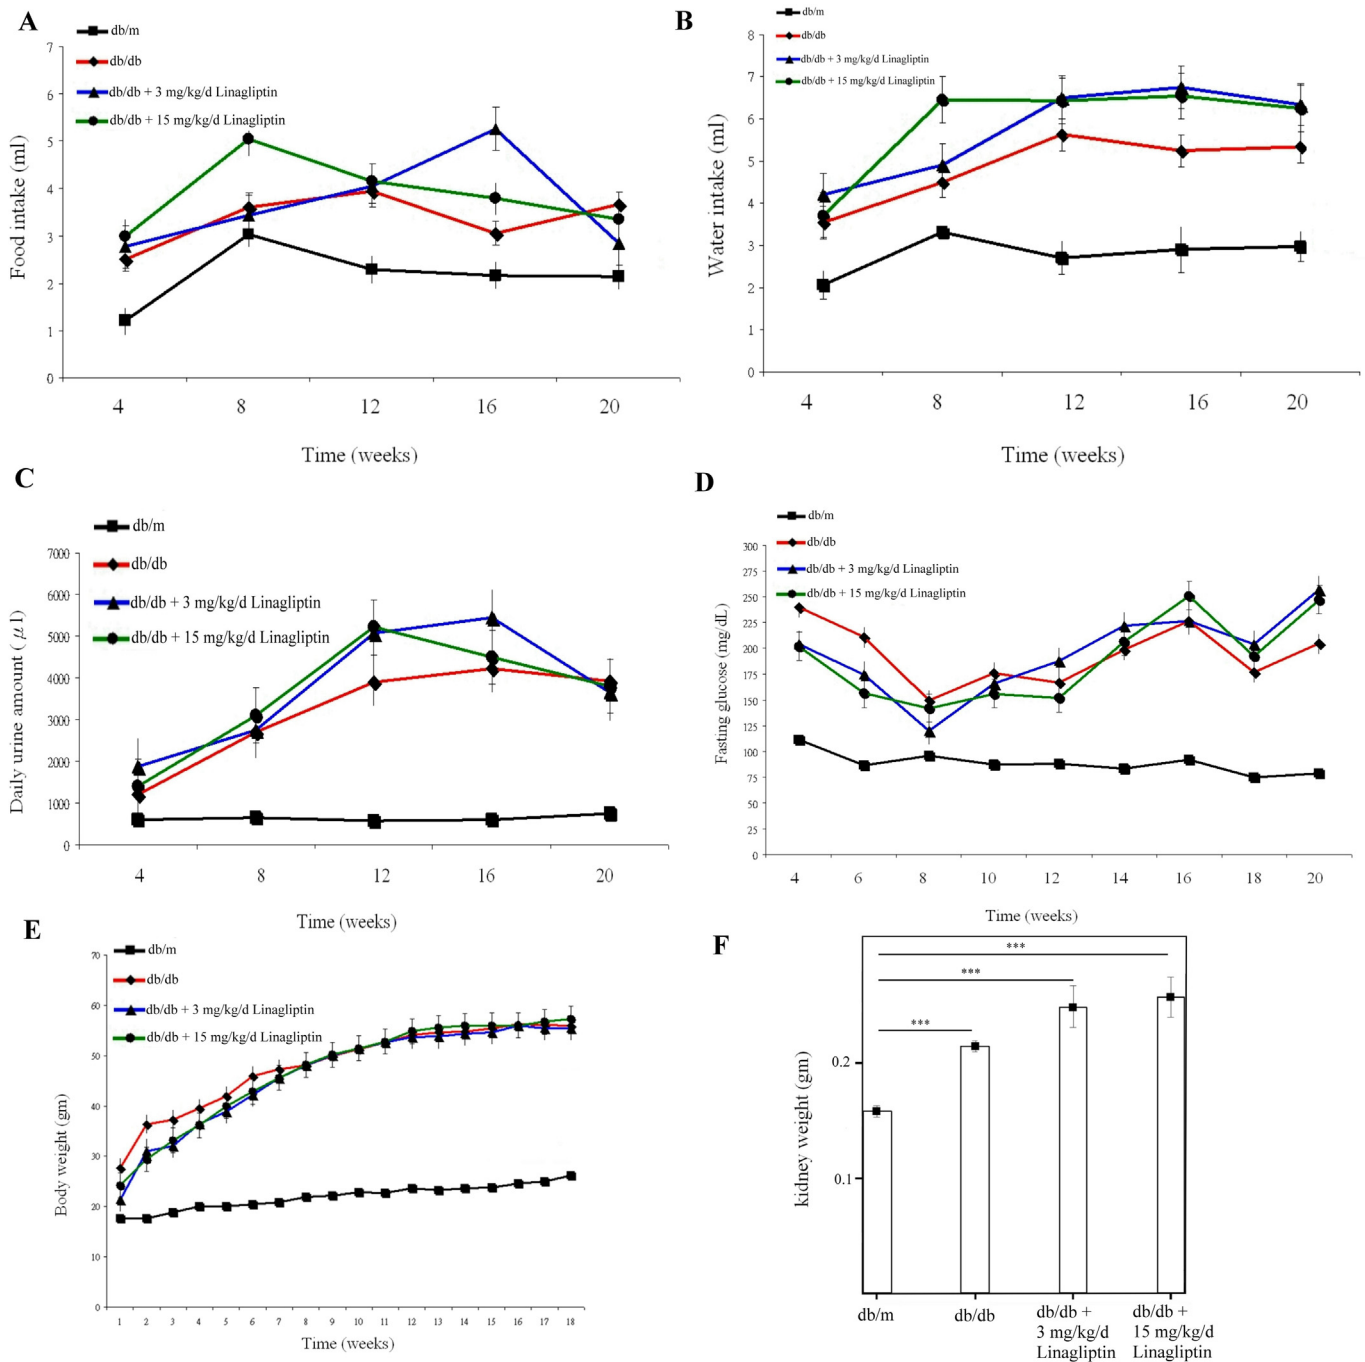 A
db/m
db/db
db/db + 3 mg/kg/d Linagliptin
db/db + 15 mg/kg/d Linagliptin
Food intake (ml)
7
6
5
4
3
2
1
0
4 8 12 16 20
Time (weeks)
B
db/m
db/db
db/db + 3 mg/kg/d Linagliptin
db/db + 15 mg/kg/d Linagliptin
Water intake (ml)
8
7
6
5
4
3
2
1
0
4 8 12 16 20
Time (weeks)
C
db/m
db/db
db/db + 3 mg/kg/d Linagliptin
db/db + 15 mg/kg/d Linagliptin
Daily urine amount (μl)
7000
6000
5000
4000
3000
2000
1000
0
4 8 12 16 20
Time (weeks)
D
db/m
db/db
db/db + 3 mg/kg/d Linagliptin
db/db + 15 mg/kg/d Linagliptin
Fasting glucose (mg/dL)
300
275
250
225
200
175
150
125
100
75
50
25
0
4 6 8 10 12 14 16 18 20
Time (weeks)
E
db/m
db/db
db/db + 3 mg/kg/d Linagliptin
db/db + 15 mg/kg/d Linagliptin
Body weight (gm)
70
60
50
40
30
20
10
0
1 2 3 4 5 6 7 8 9 10 11 12 13 14 15 16 17 18
Time (weeks)
F
***
***
***
kidney weight (gm)
0.2
0.1
db/m
db/db
db/db +
3 mg/kg/d
Linagliptin
db/db +
15 mg/kg/d
Linagliptin